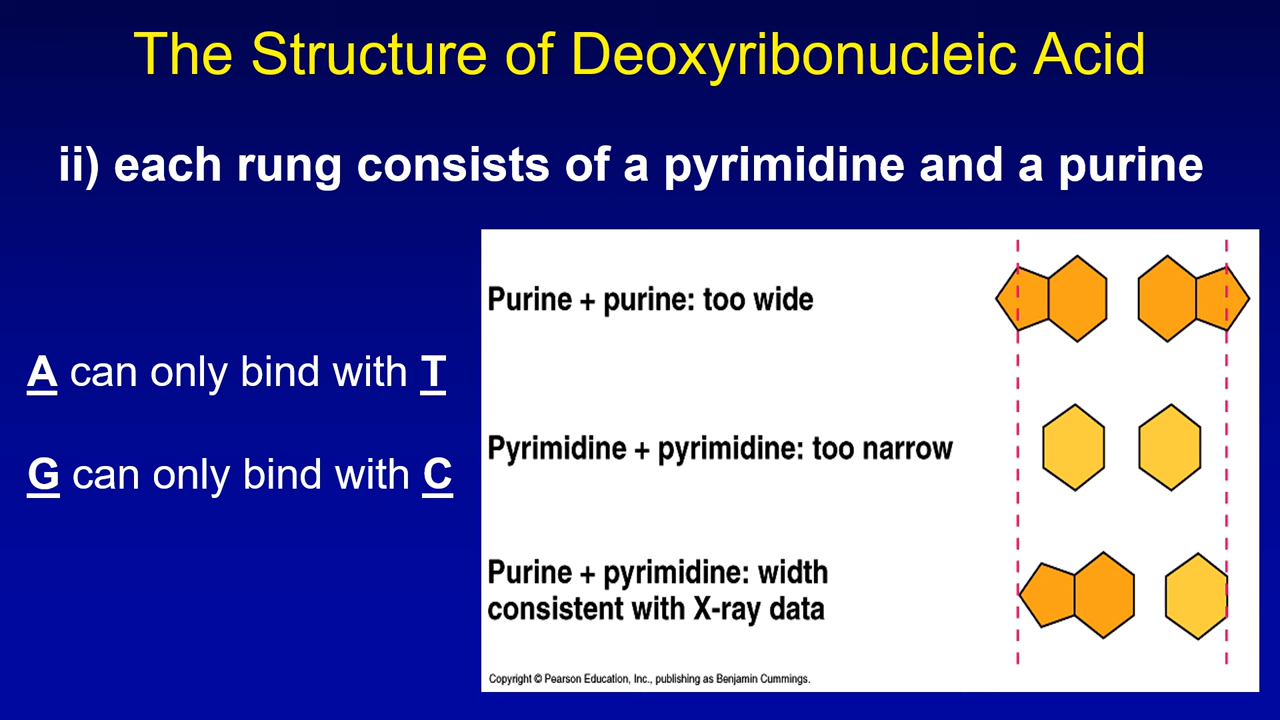 The Structure of Deoxyribonucleic Acid
ii) each rung consists of a pyrimidine and a purine
A can only bind with T
G can only bind with C
Purine + purine: too wide
Pyrimidine + pyrimidine: too narrow
Purine + pyrimidine: width
consistent with X-ray data
Copyright © Pearson Education, Inc., publishing as Benjamin Cummings.